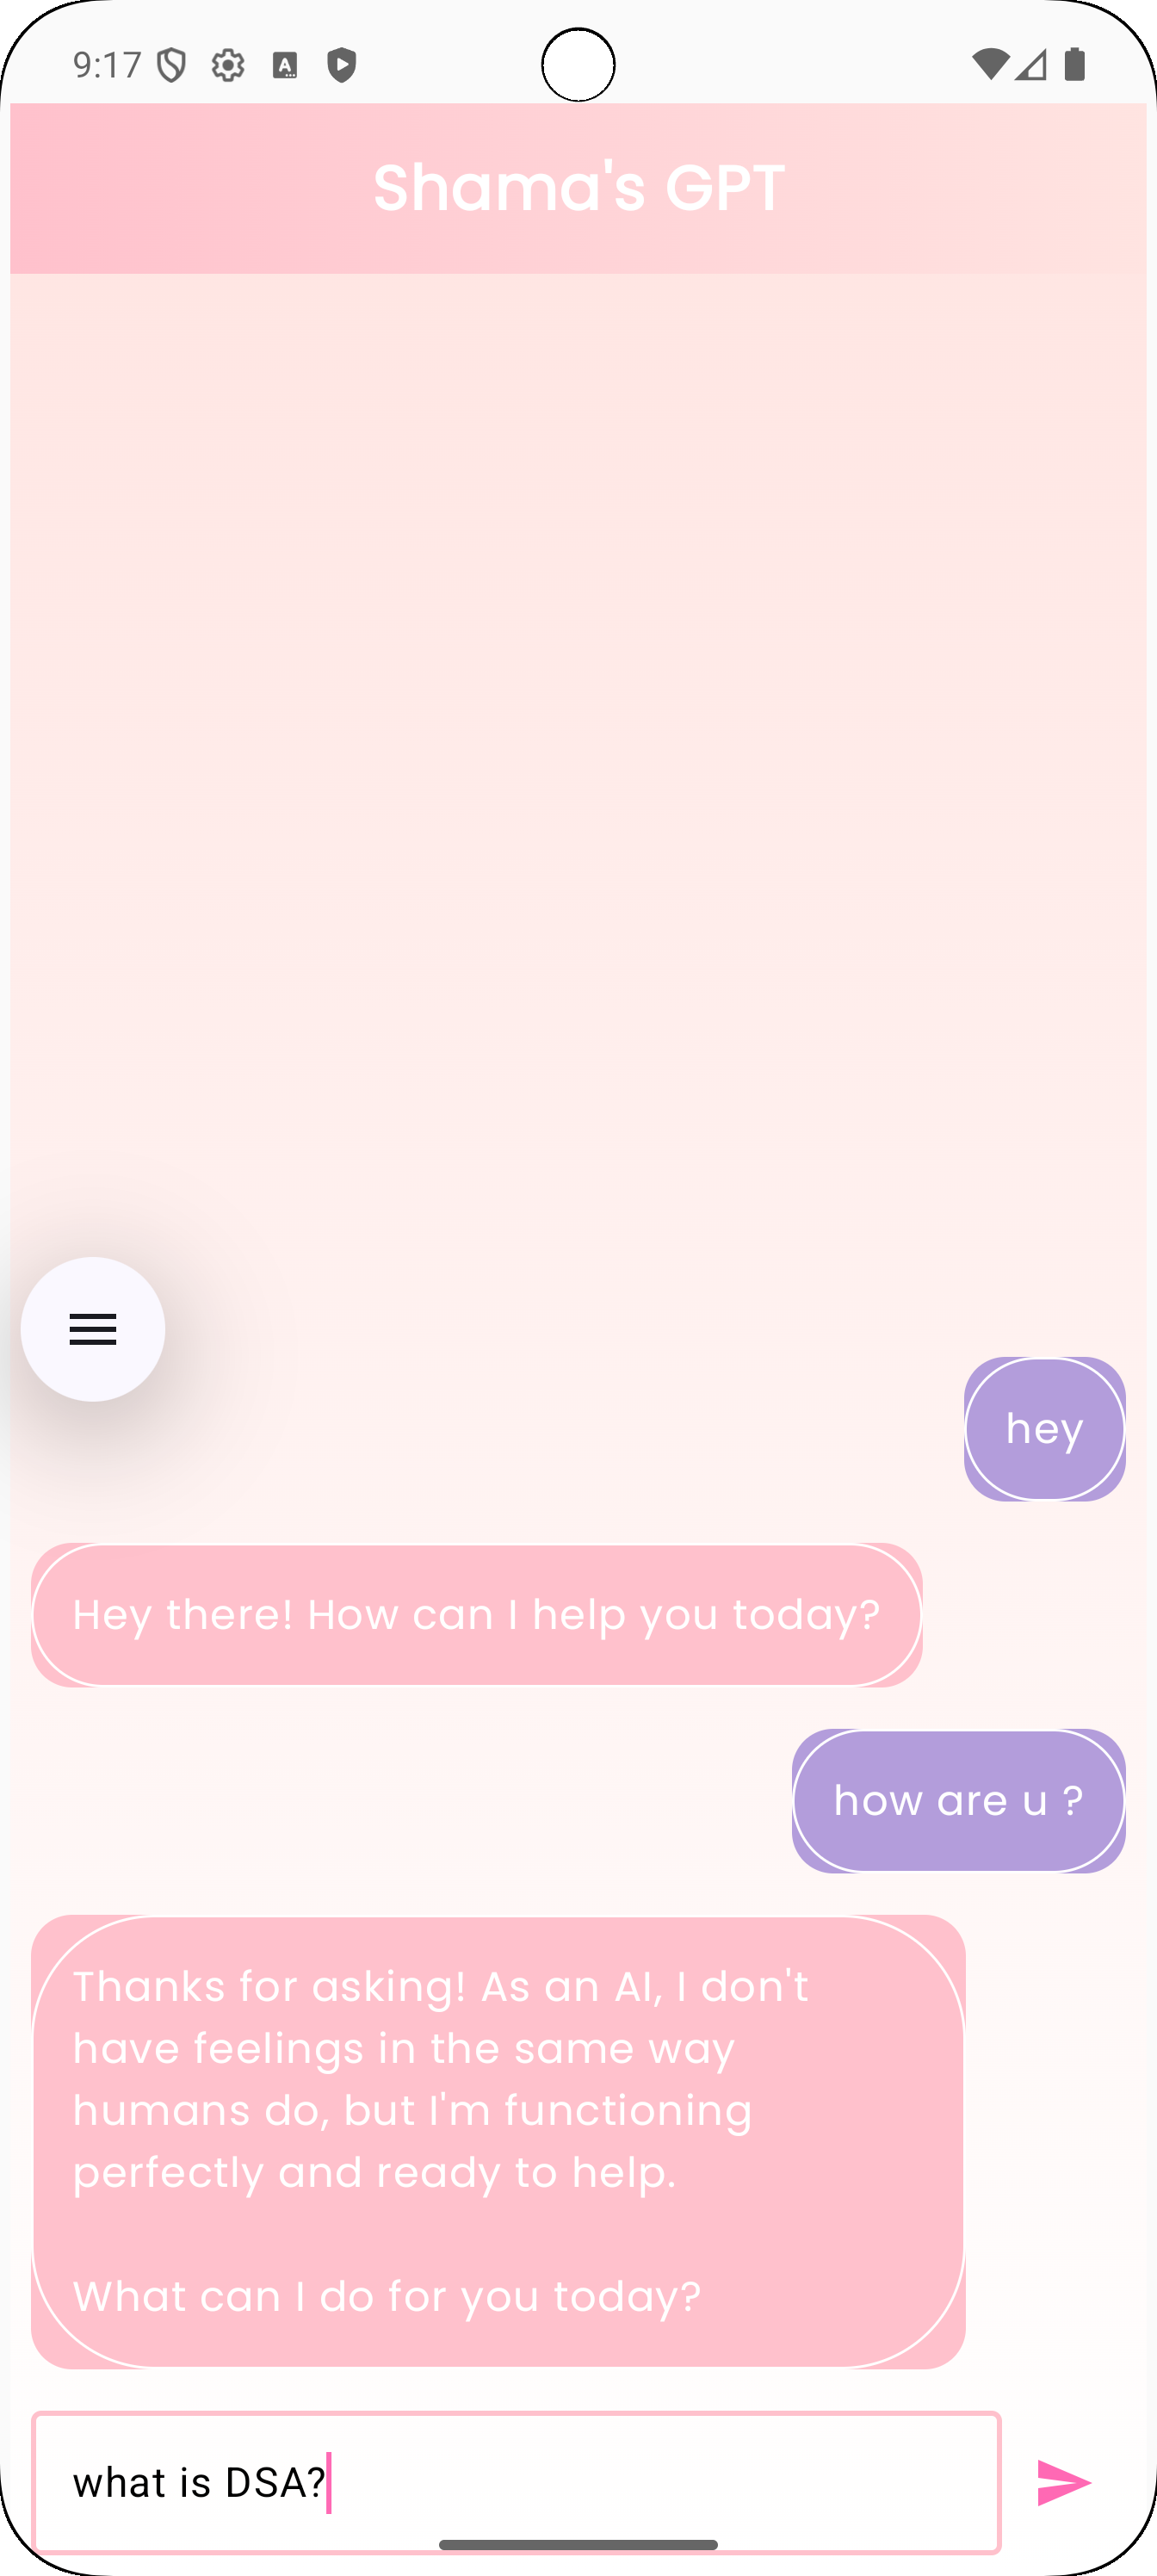 9:17
Shama's GPT
hey
Hey there! How can I help you today?
how are u ?
Thanks for asking! As an AI, I don't
have feelings in the same way
humans do, but I'm functioning
perfectly and ready to help.
What can I do for you today?
what is DSA?